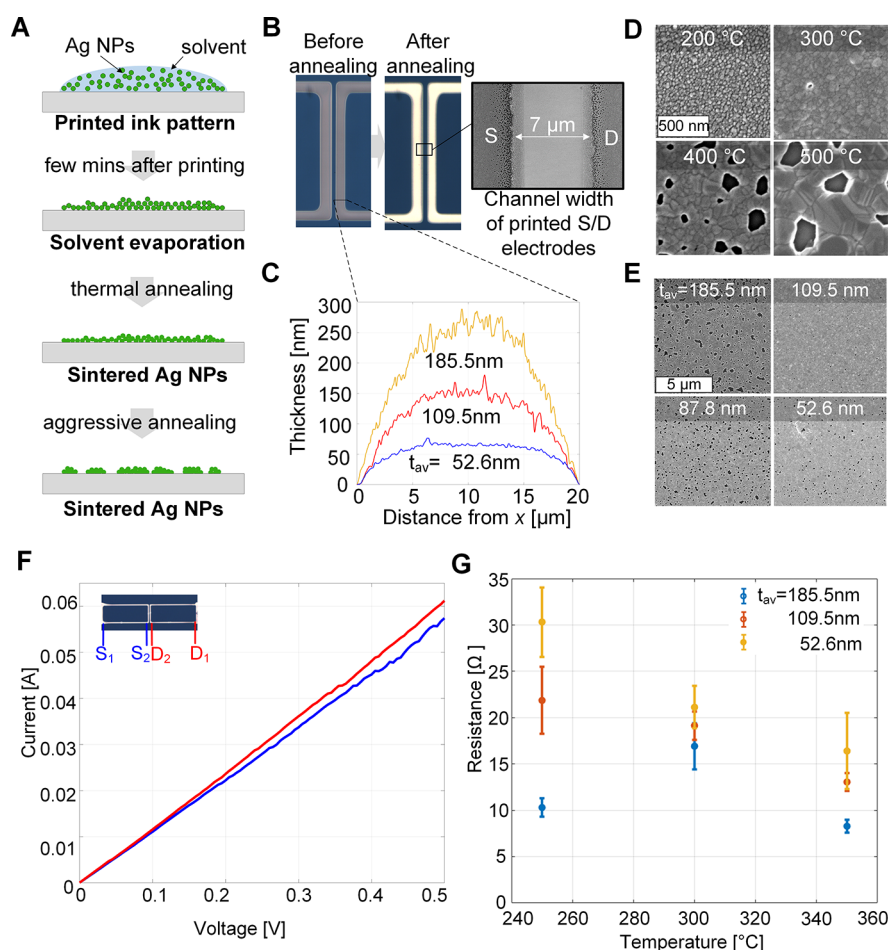 A
Ag NPs
solvent
Printed ink pattern
few mins after printing
Solvent evaporation
thermal annealing
Sintered Ag NPs
aggressive annealing
Sintered Ag NPs
B
Before
annealing
After
annealing
S
7 µm
D
Channel width
of printed S/D
electrodes
C
Thickness [nm]
300
250
200
150
100
50
0
185.5nm
109.5nm
t_av= 52.6nm
0
5
10
15
20
Distance from x [µm]
D
200 °C
300 °C
500 nm
400 °C
500 °C
E
t_av=185.5 nm
109.5 nm
5 µm
87.8 nm
52.6 nm
F
Current [A]
0.06
0.05
0.04
0.03
0.02
0.01
0
S₁
S₂
D₂
D₁
0
0.1
0.2
0.3
0.4
0.5
Voltage [V]
G
Resistance [Ω]
35
30
25
20
15
10
5
0
t_av=185.5nm
109.5nm
52.6nm
240
260
280
300
320
340
360
Temperature [°C]